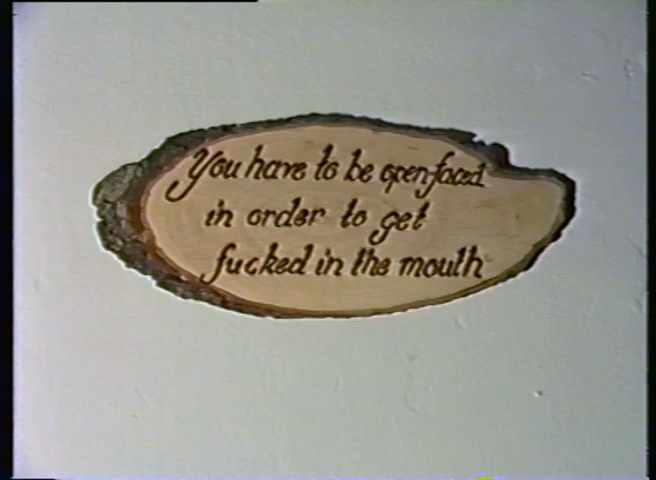 You have to be open-faced
in order to get
fucked in the mouth